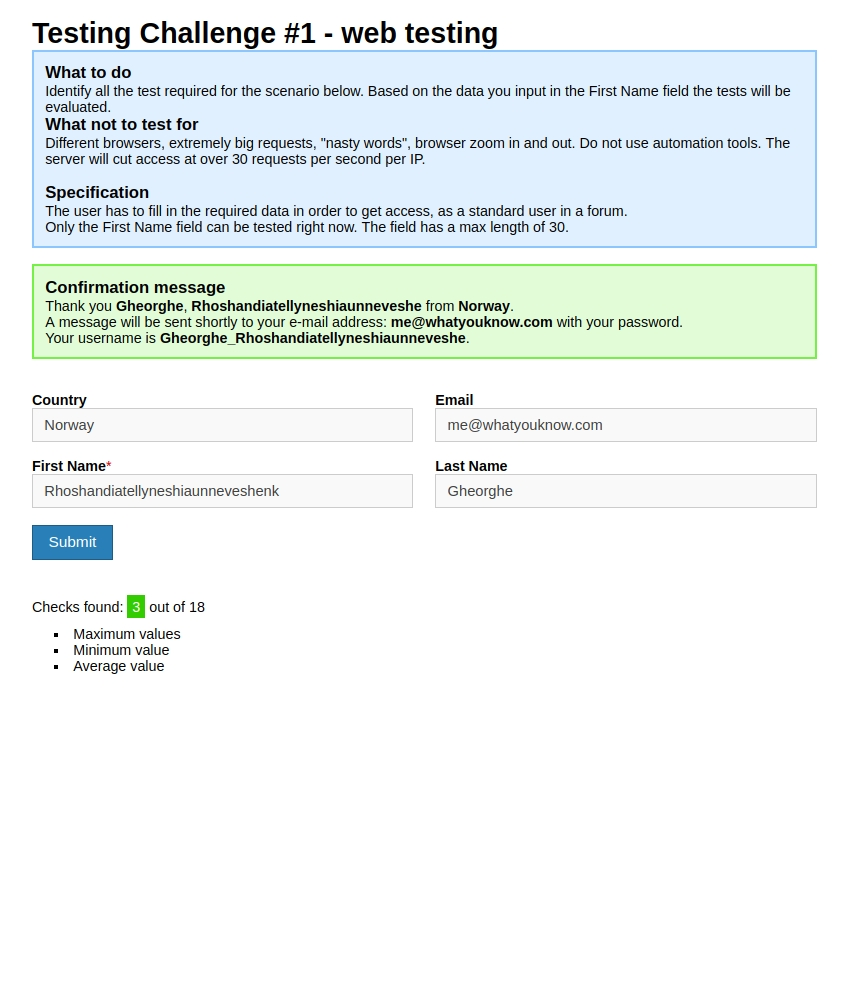 Testing Challenge #1 - web testing
What to do
Identify all the test required for the scenario below. Based on the data you input in the First Name field the tests will be
evaluated.
What not to test for
Different browsers, extremely big requests, "nasty words", browser zoom in and out. Do not use automation tools. The
server will cut access at over 30 requests per second per IP.
Specification
The user has to fill in the required data in order to get access, as a standard user in a forum.
Only the First Name field can be tested right now. The field has a max length of 30.
Confirmation message
Thank you Gheorghe, Rhoshandiatellyneshiaunneveshe from Norway.
A message will be sent shortly to your e-mail address: me@whatyouknow.com with your password.
Your username is Gheorghe_Rhoshandiatellyneshiaunneveshe.
Country Email
Norway me@whatyouknow.com
First Name* Last Name
Rhoshandiatellyneshiaunneveshenk Gheorghe
Submit
Checks found: 3 out of 18
Maximum values
Minimum value
Average value